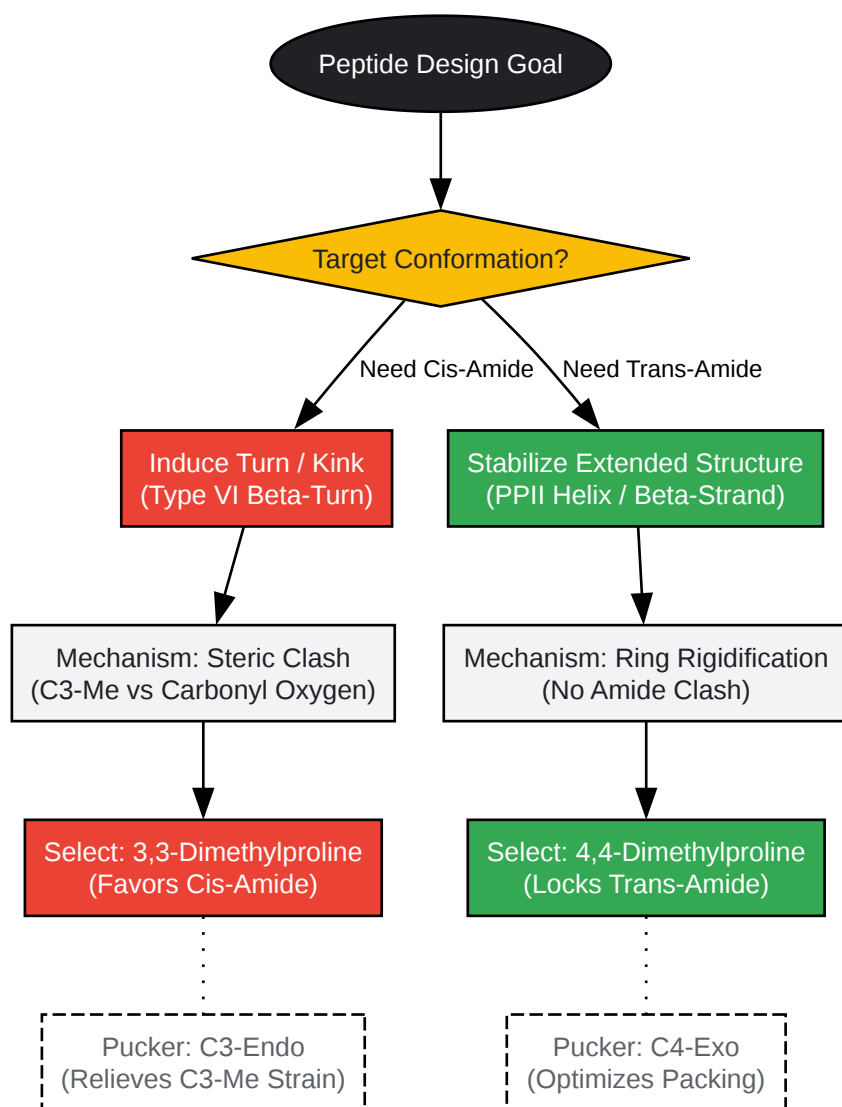 Peptide Design Goal
Target Conformation?
Need Cis-Amide
Need Trans-Amide
Induce Turn / Kink
(Type VI Beta-Turn)
Stabilize Extended Structure
(PPII Helix / Beta-Strand)
Mechanism: Steric Clash
(C3-Me vs Carbonyl Oxygen)
Mechanism: Ring Rigidification
(No Amide Clash)
Select: 3,3-Dimethylproline
(Favors Cis-Amide)
Select: 4,4-Dimethylproline
(Locks Trans-Amide)
Pucker: C3-Endo
(Relieves C3-Me Strain)
Pucker: C4-Exo
(Optimizes Packing)